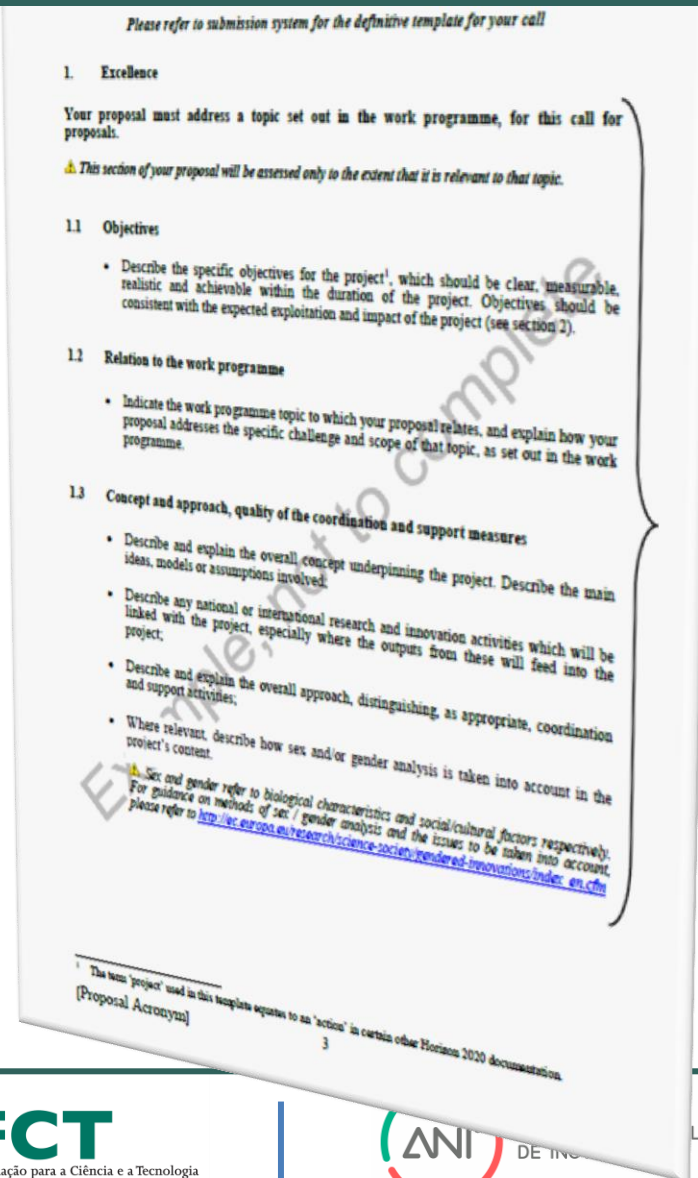 Please refer to submission system for the definitive template for your call
1. Excellence
Your proposal must address a topic set out in the work programme, for this call for
proposals.
This section of your proposal will be assessed only to the extent that it is relevant to that topic.
1.1 Objectives
• Describe the specific objectives for the project¹, which should be clear, measurable,
realistic and achievable within the duration of the project. Objectives should be
consistent with the expected exploitation and impact of the project (see section 2).
1.2 Relation to the work programme
• Indicate the work programme topic to which your proposal relates, and explain how your
proposal addresses the specific challenge and scope of that topic, as set out in the work
programme.
1.3 Concept and approach, quality of the coordination and support measures
• Describe and explain the overall concept underpinning the project. Describe the main
ideas, models or assumptions involved;
• Describe any national or international research and innovation activities which will be
linked with the project, especially where the outputs from these will feed into the
project;
• Describe and explain the overall approach, distinguishing, as appropriate, coordination
and support activities;
• Where relevant, describe how sex and/or gender analysis is taken into account in the
project's content.
Sex and gender refer to biological characteristics and social/cultural factors respectively.
For guidance on methods of sex / gender analysis and the issues to be taken into account,
please refer to http://ec.europa.eu/research/science-society/gendered-innovations/index_en.cfm
Example, not to complete
¹ The term 'project' used in this template equates to an 'action' in certain other Horizon 2020 documentation.
[Proposal Acronym]
3
FCT
ação para a Ciência e a Tecnologia
ANI
DE